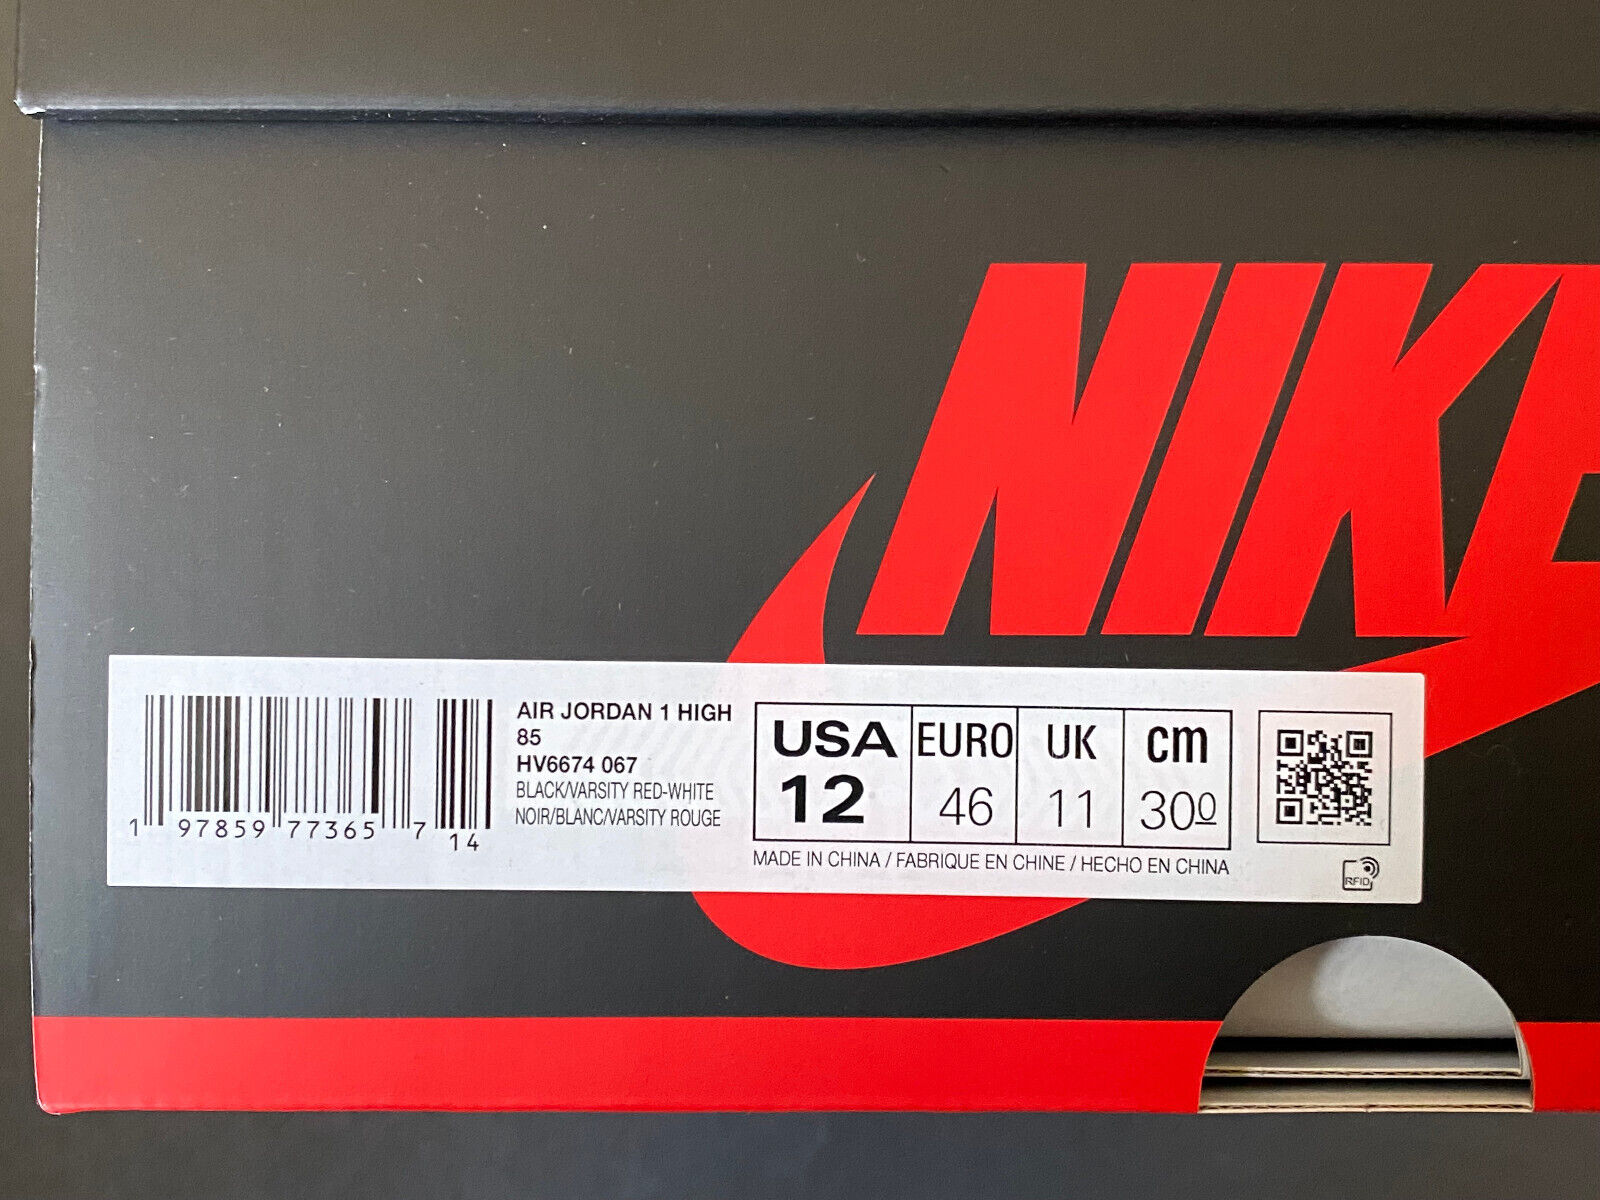 NIKE
1 97859 77365 7 14
AIR JORDAN 1 HIGH
85
HV6674 067
BLACK/VARSITY RED-WHITE
NOIR/BLANC/VARSITY ROUGE
USA EURO UK cm
12 46 11 300
MADE IN CHINA / FABRIQUE EN CHINE / HECHO EN CHINA
RFID